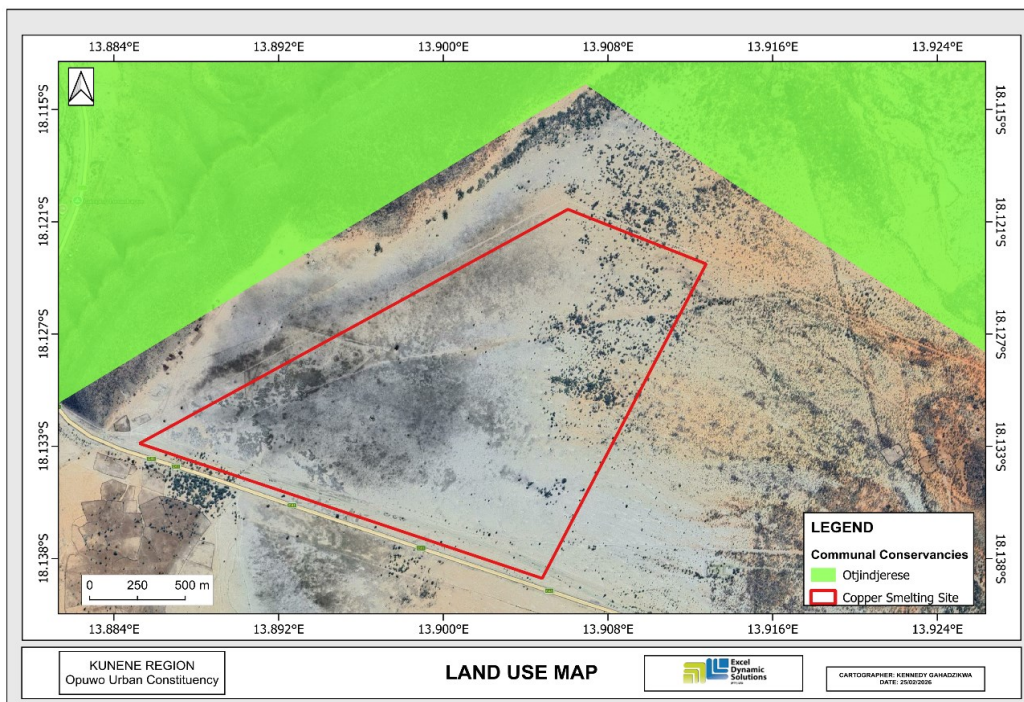 13.884°E 13.892°E 13.900°E 13.908°E 13.916°E 13.924°E
18.115°S 18.115°S
18.121°S 18.121°S
18.127°S 18.127°S
18.133°S 18.133°S
18.138°S 18.138°S
LEGEND
Communal Conservancies
Otjindjerese
Copper Smelting Site
0 250 500 m
13.884°E 13.892°E 13.900°E 13.908°E 13.916°E 13.924°E
KUNENE REGION
Opuwo Urban Constituency
LAND USE MAP
Excel
Dynamic
Solutions
CARTOGRAPHER: KENNEDY GAHADZIKWA
DATE: 25/02/2026